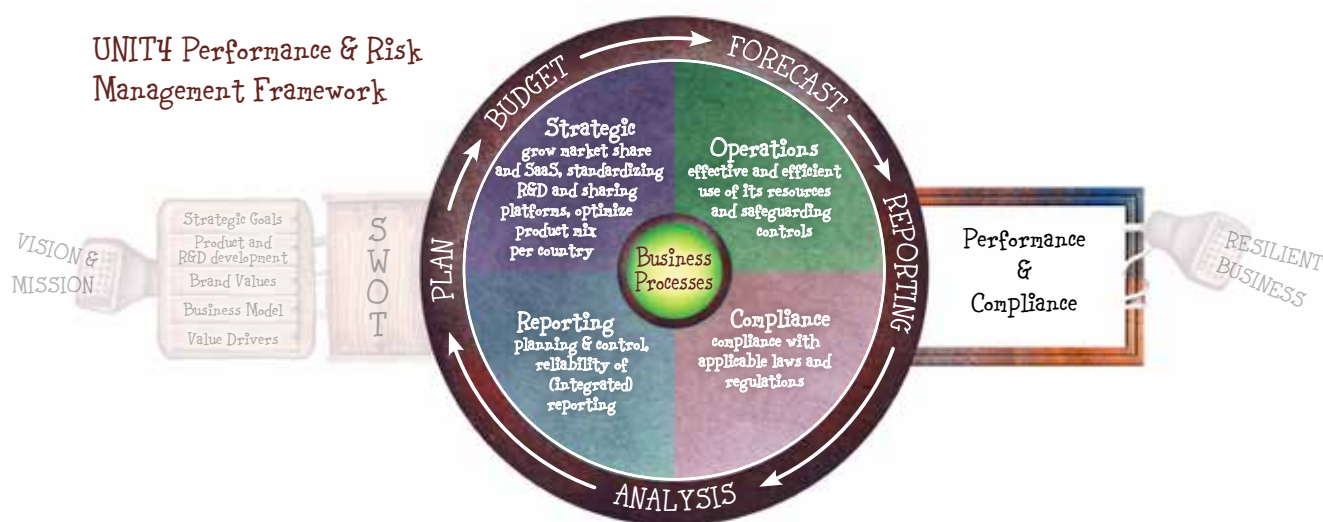 UNIT4 Performance & Risk
Management Framework
VISION &
MISSION
Strategic Goals
Product and
R&D development
Brand Values
Business Model
Value Drivers
SWOT
PLAN
BUDGET
FORECAST
REPORTING
ANALYSIS
Strategic
grow market share
and SaaS, standardizing
R&D and sharing
platforms, optimize
product mix
per country
Operations
effective and efficient
use of its resources
and safeguarding
controls
Business
Processes
Reporting
planning & control,
reliability of
(integrated)
reporting
Compliance
compliance with
applicable laws and
regulations
Performance
&
Compliance
RESILIENT
BUSINESS